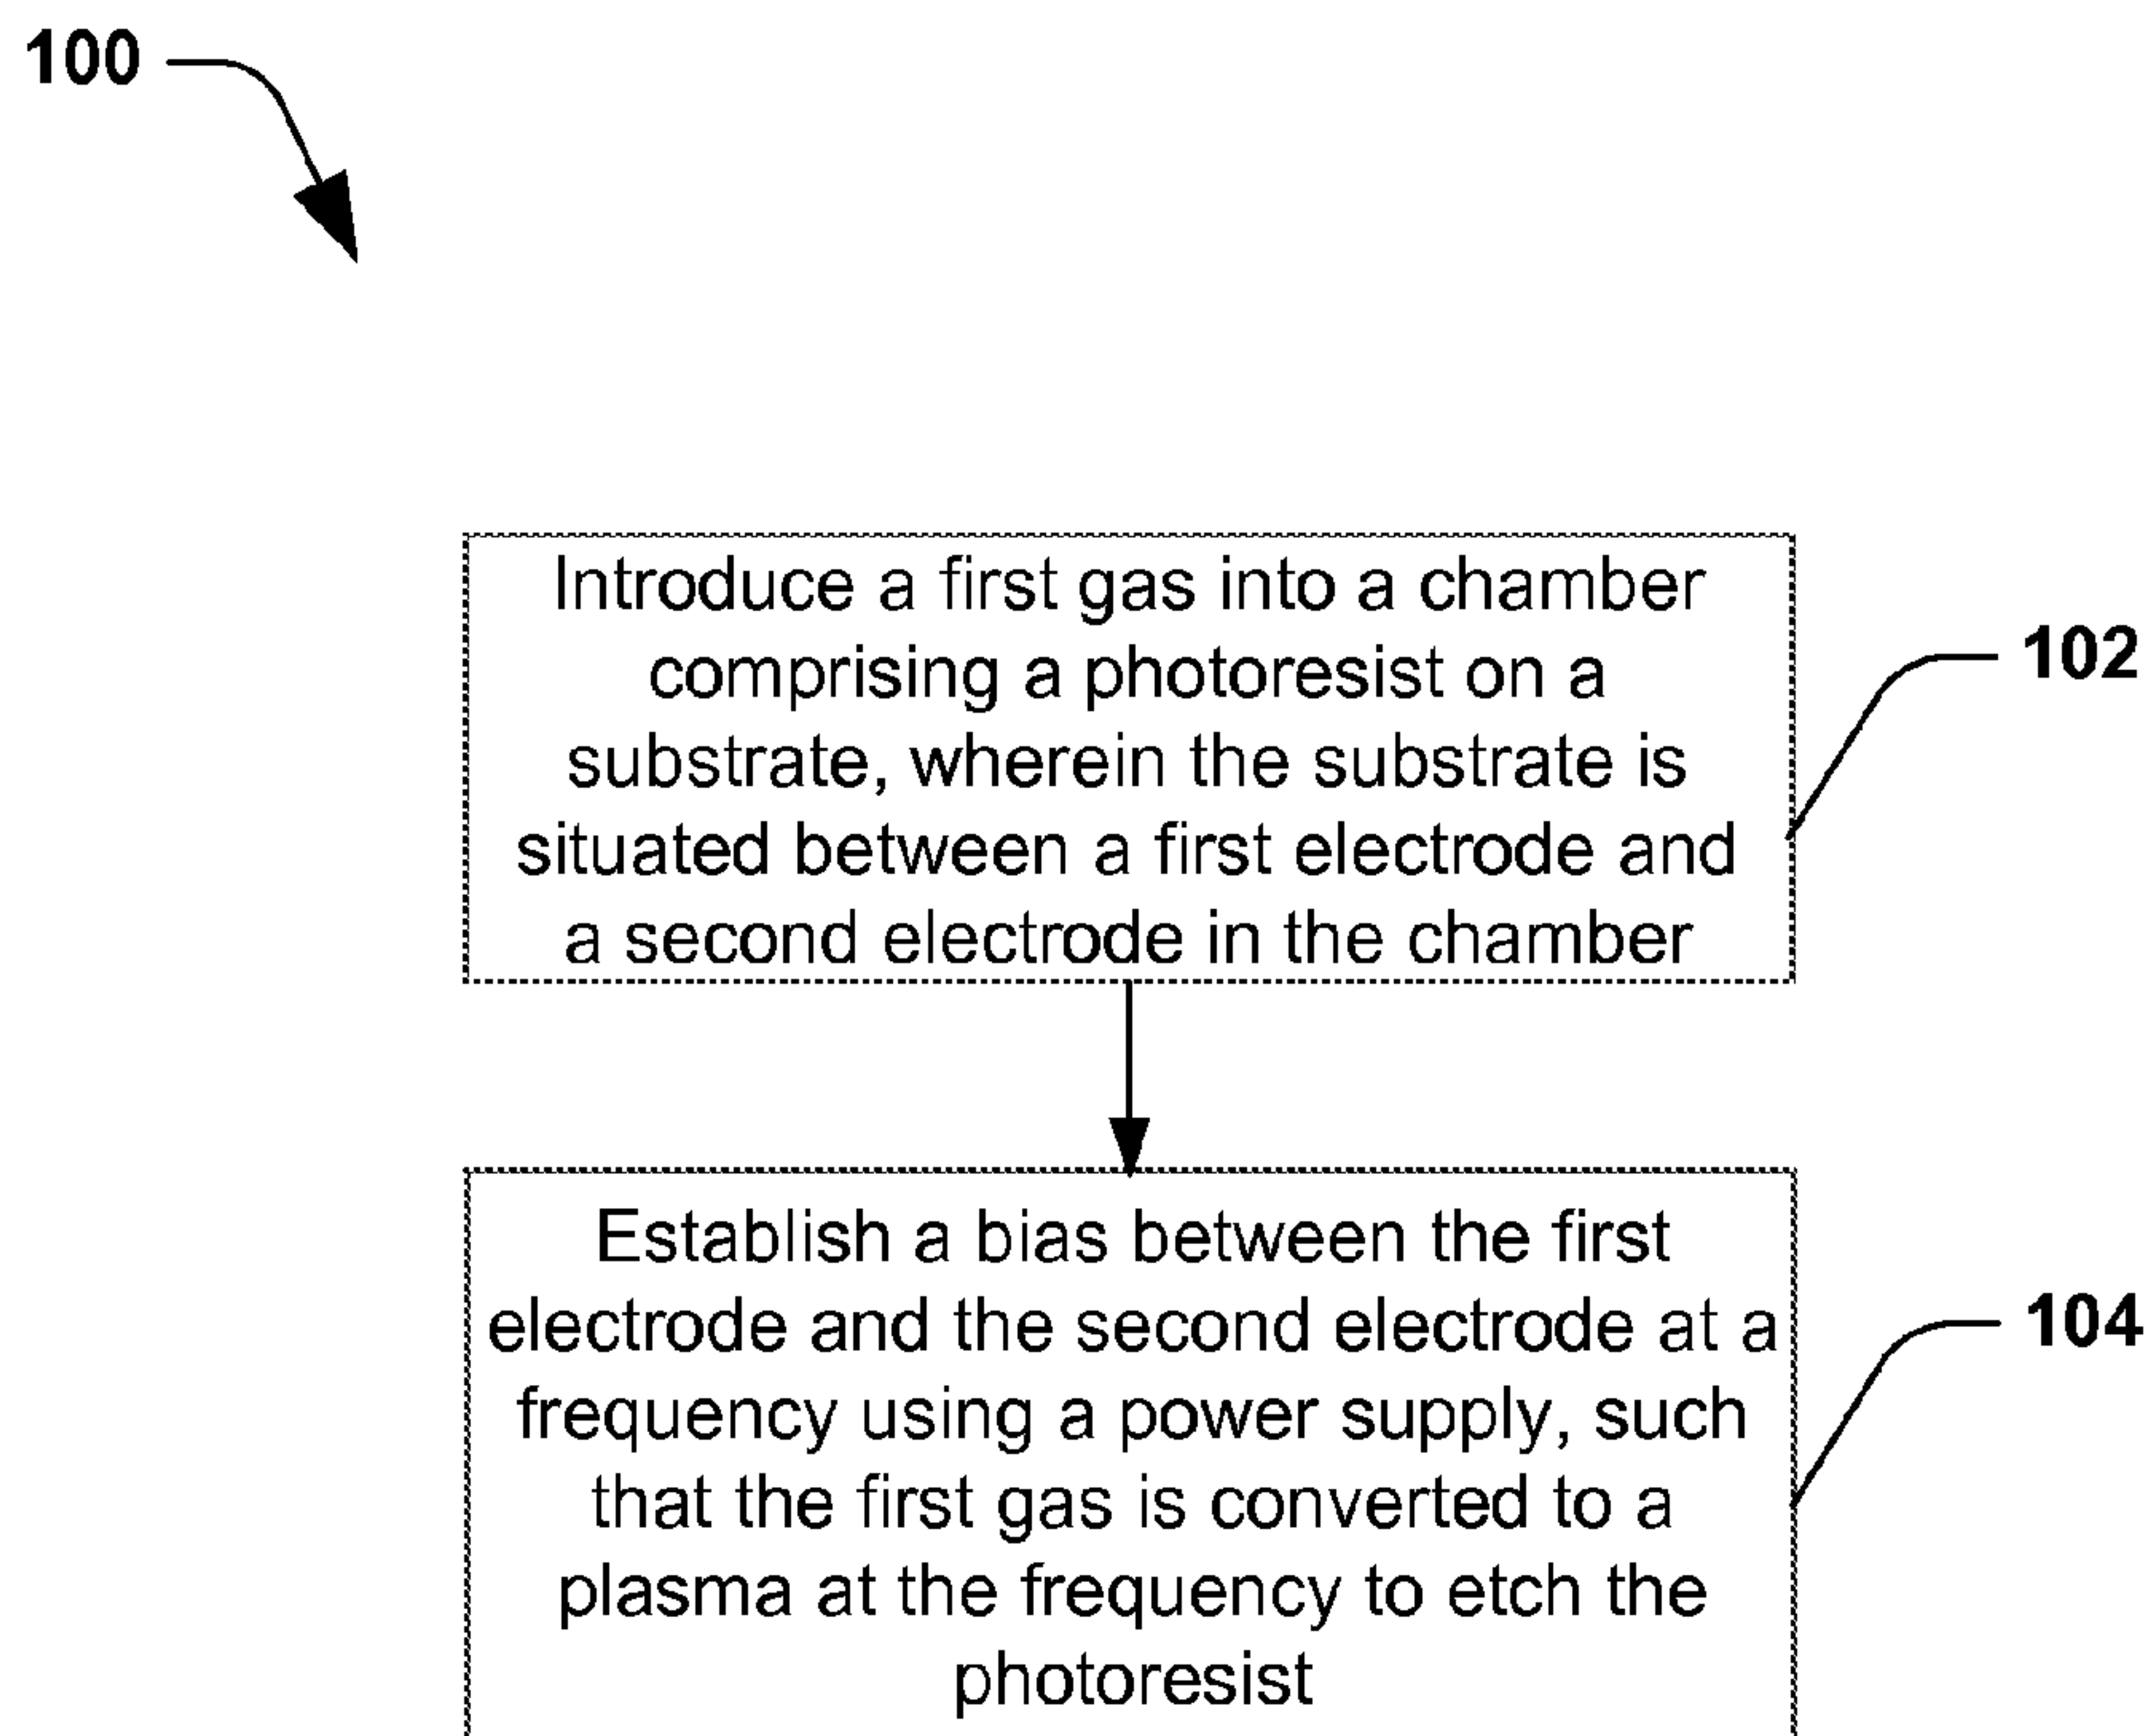 100
Introduce a first gas into a chamber
comprising a photoresist on a
substrate, wherein the substrate is
situated between a first electrode and
a second electrode in the chamber
102
Establish a bias between the first
electrode and the second electrode at a
frequency using a power supply, such
that the first gas is converted to a
plasma at the frequency to etch the
photoresist
104